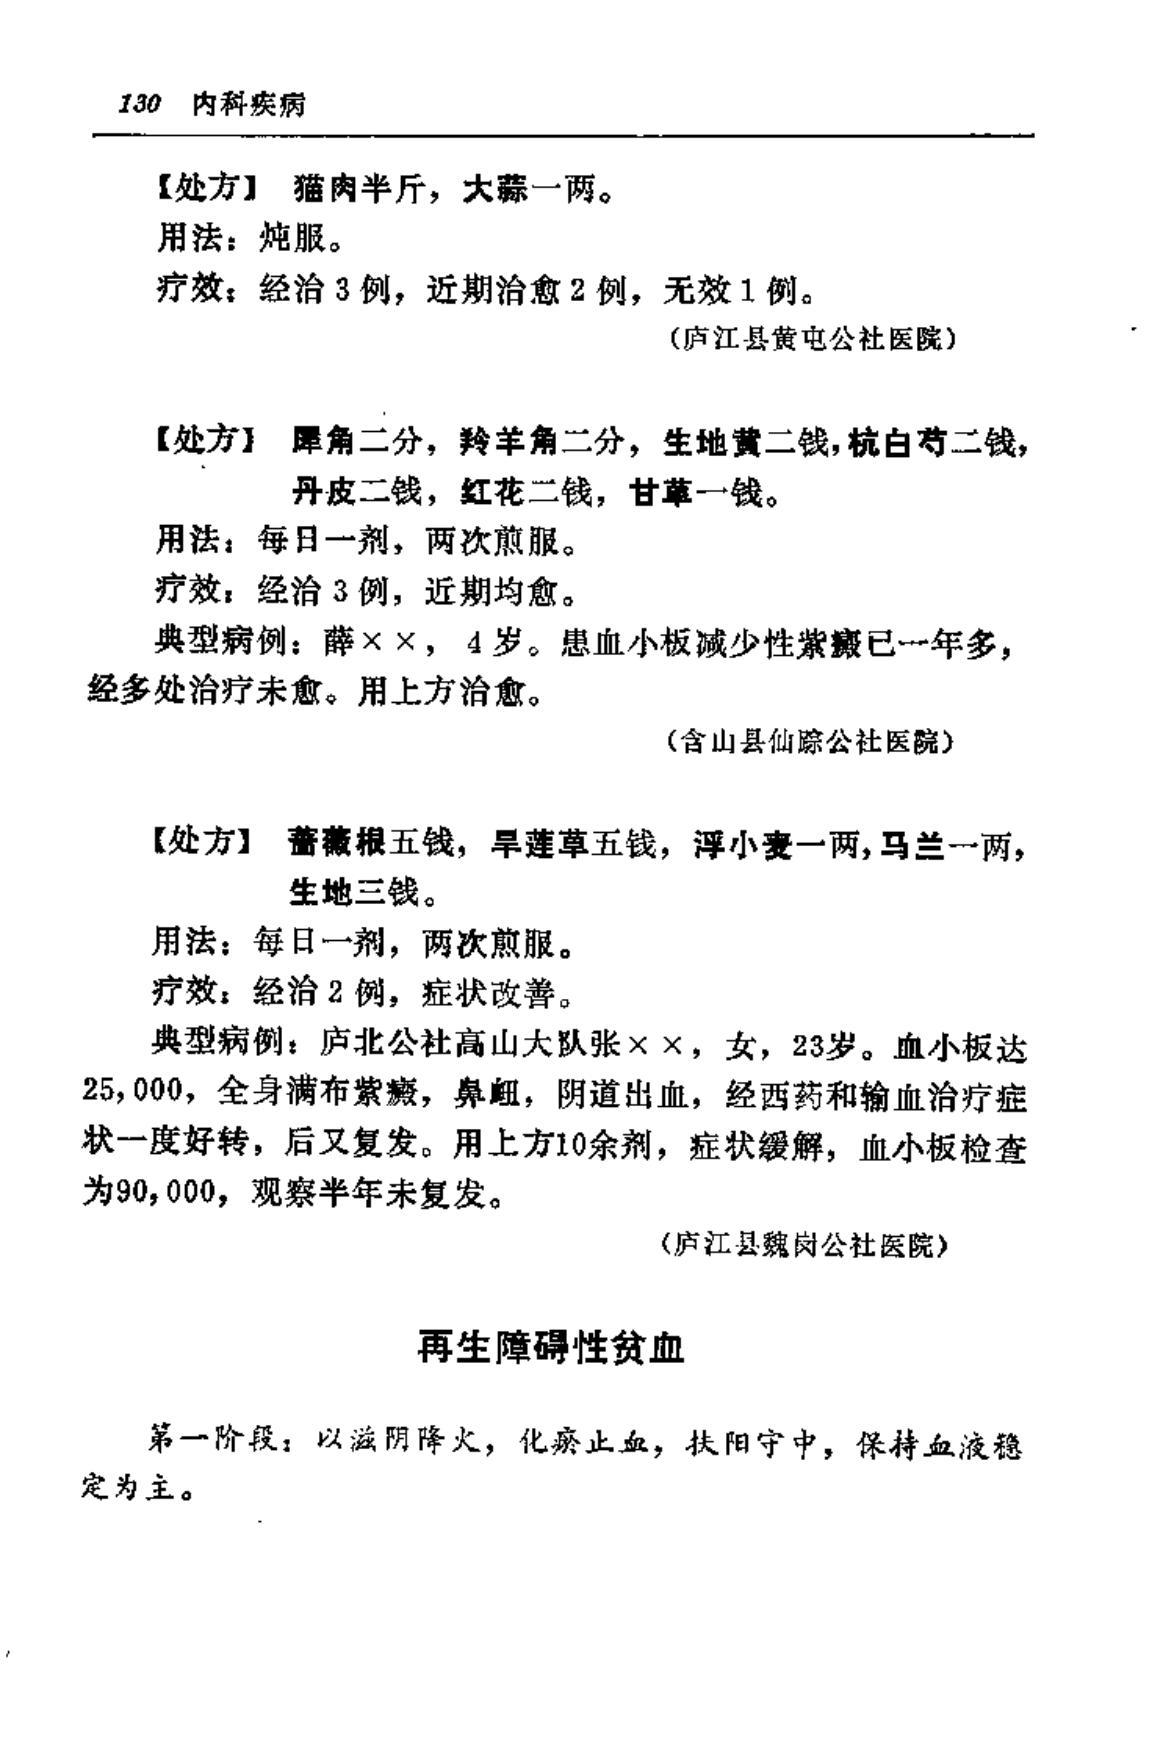 130 内科疾病
【处方】 猫肉半斤，大蒜一两。
用法：炖服。
疗效：经治3例，近期治愈2例，无效1例。
（庐江县黄屯公社医院）
【处方】 犀角二分，羚羊角二分，生地黄二钱，杭白芍二钱，
丹皮二钱，红花二钱，甘草一钱。
用法：每日一剂，两次煎服。
疗效：经治3例，近期均愈。
典型病例：薛××，4岁。患血小板减少性紫癜已一年多，
经多处治疗未愈。用上方治愈。
（含山县仙踪公社医院）
【处方】 蔷薇根五钱，旱莲草五钱，浮小麦一两，马兰一两，
生地三钱。
用法：每日一剂，两次煎服。
疗效：经治2例，症状改善。
典型病例：庐北公社高山大队张××，女，23岁。血小板达
25,000，全身满布紫癜，鼻衄，阴道出血，经西药和输血治疗症
状一度好转，后又复发。用上方10余剂，症状缓解，血小板检查
为90,000，观察半年未复发。
（庐江县魏岗公社医院）
再生障碍性贫血
第一阶段：以滋阴降火，化瘀止血，扶阳守中，保持血液稳
定为主。